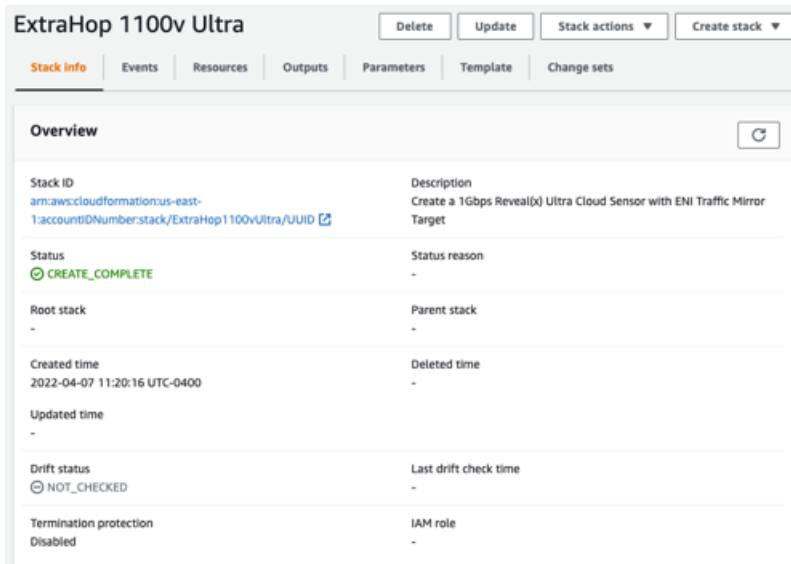 ExtraHop 1100v Ultra
Delete
Update
Stack actions
Create stack
Stack info
Events
Resources
Outputs
Parameters
Template
Change sets
Overview
Stack ID
arn:aws:cloudformation:us-east-
1:accountIDNumber:stack/ExtraHop1100vUltra/UUID
Description
Create a 1Gbps Reveal(x) Ultra Cloud Sensor with ENI Traffic Mirror
Target
Status
CREATE_COMPLETE
Status reason
-
Root stack
-
Parent stack
-
Created time
2022-04-07 11:20:16 UTC-0400
Deleted time
-
Updated time
-
Drift status
NOT_CHECKED
Last drift check time
-
Termination protection
Disabled
IAM role
-